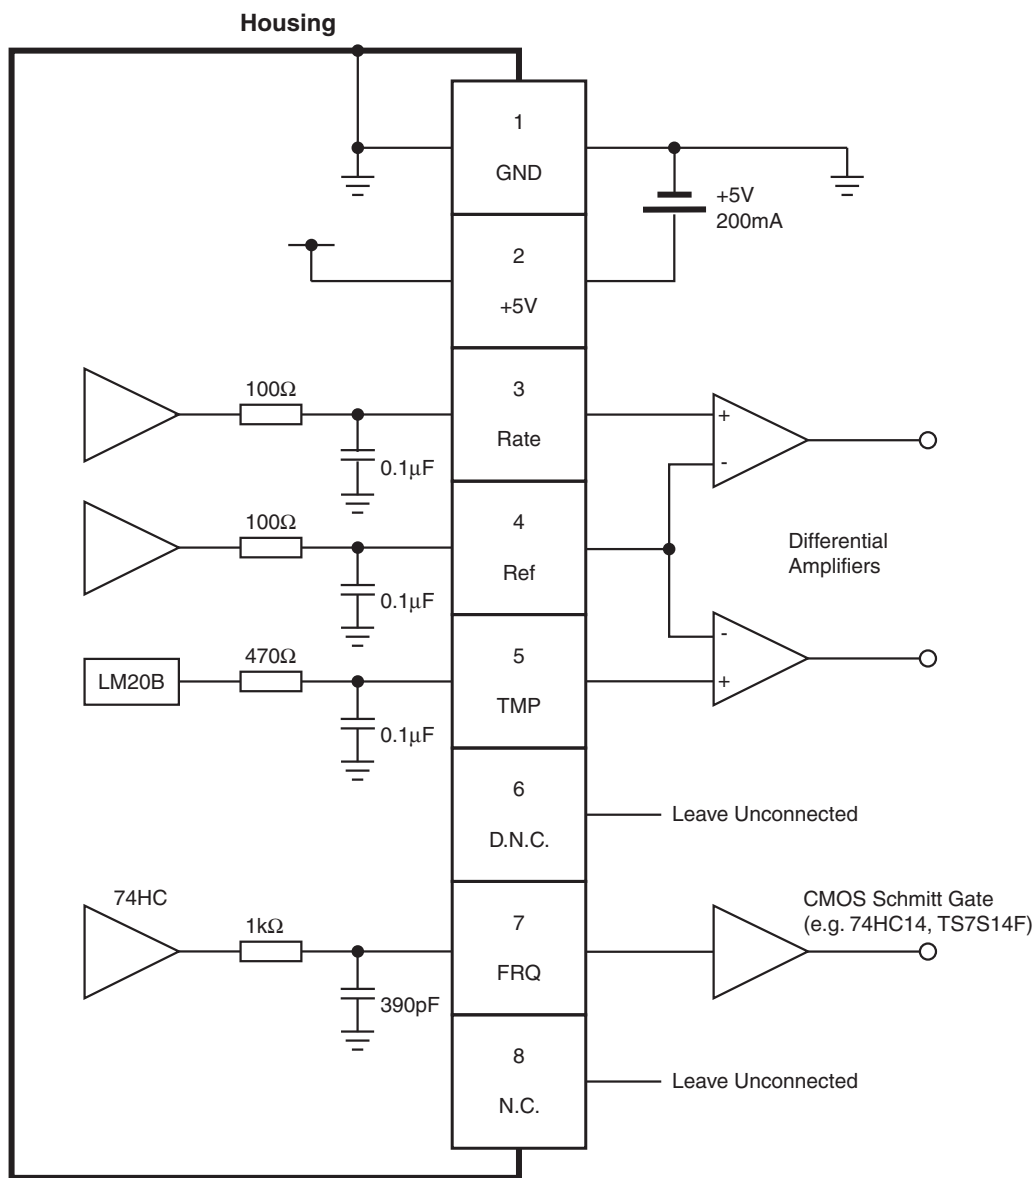 Housing
1
GND
+5V
200mA
2
+5V
100Ω
3
Rate
+
-
0.1µF
100Ω
4
Ref
Differential
Amplifiers
0.1µF
470Ω
LM20B
5
TMP
-
+
0.1µF
6
D.N.C.
Leave Unconnected
74HC
1kΩ
7
FRQ
CMOS Schmitt Gate
(e.g. 74HC14, TS7S14F)
390pF
8
N.C.
Leave Unconnected